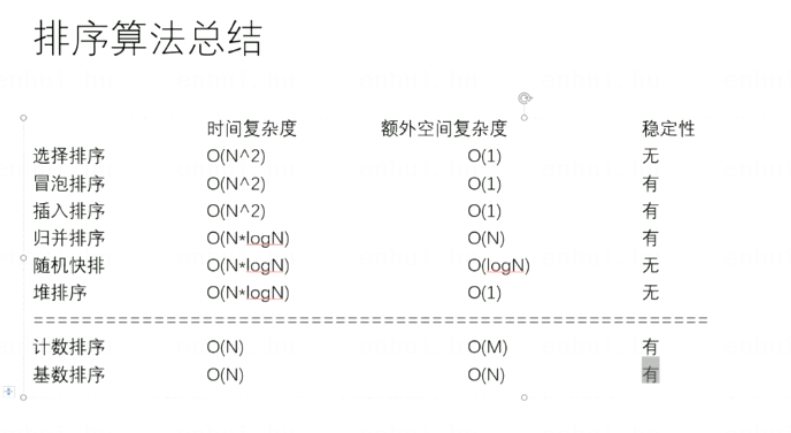 排序算法总结
时间复杂度 额外空间复杂度 稳定性
选择排序 O(N^2) O(1) 无
冒泡排序 O(N^2) O(1) 有
插入排序 O(N^2) O(1) 有
归并排序 O(N*logN) O(N) 有
随机快排 O(N*logN) O(logN) 无
堆排序 O(N*logN) O(1) 无
========================================================
计数排序 O(N) O(M) 有
基数排序 O(N) O(N) 有